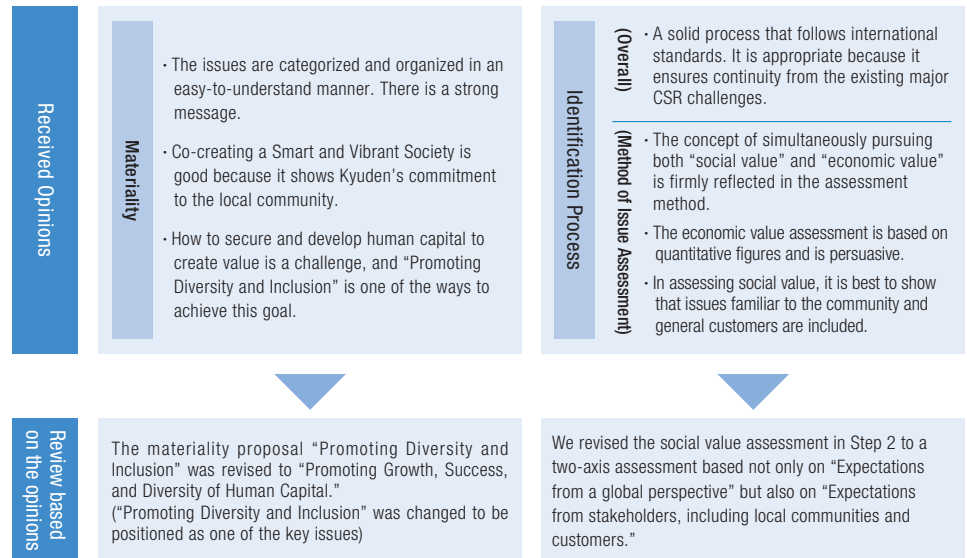 Received Opinions
Materiality
· The issues are categorized and organized in an
easy-to-understand manner. There is a strong
message.
· Co-creating a Smart and Vibrant Society is
good because it shows Kyuden's commitment
to the local community.
· How to secure and develop human capital to
create value is a challenge, and “Promoting
Diversity and Inclusion” is one of the ways to
achieve this goal.
Identification Process
(Overall)
· A solid process that follows international
standards. It is appropriate because it
ensures continuity from the existing major
CSR challenges.
(Method of Issue Assessment)
· The concept of simultaneously pursuing
both “social value” and “economic value”
is firmly reflected in the assessment
method.
· The economic value assessment is based on
quantitative figures and is persuasive.
· In assessing social value, it is best to show
that issues familiar to the community and
general customers are included.
Review based
on the opinions
The materiality proposal “Promoting Diversity and
Inclusion” was revised to “Promoting Growth, Success,
and Diversity of Human Capital.”
(“Promoting Diversity and Inclusion” was changed to be
positioned as one of the key issues)
We revised the social value assessment in Step 2 to a
two-axis assessment based not only on “Expectations
from a global perspective” but also on “Expectations
from stakeholders, including local communities and
customers.”